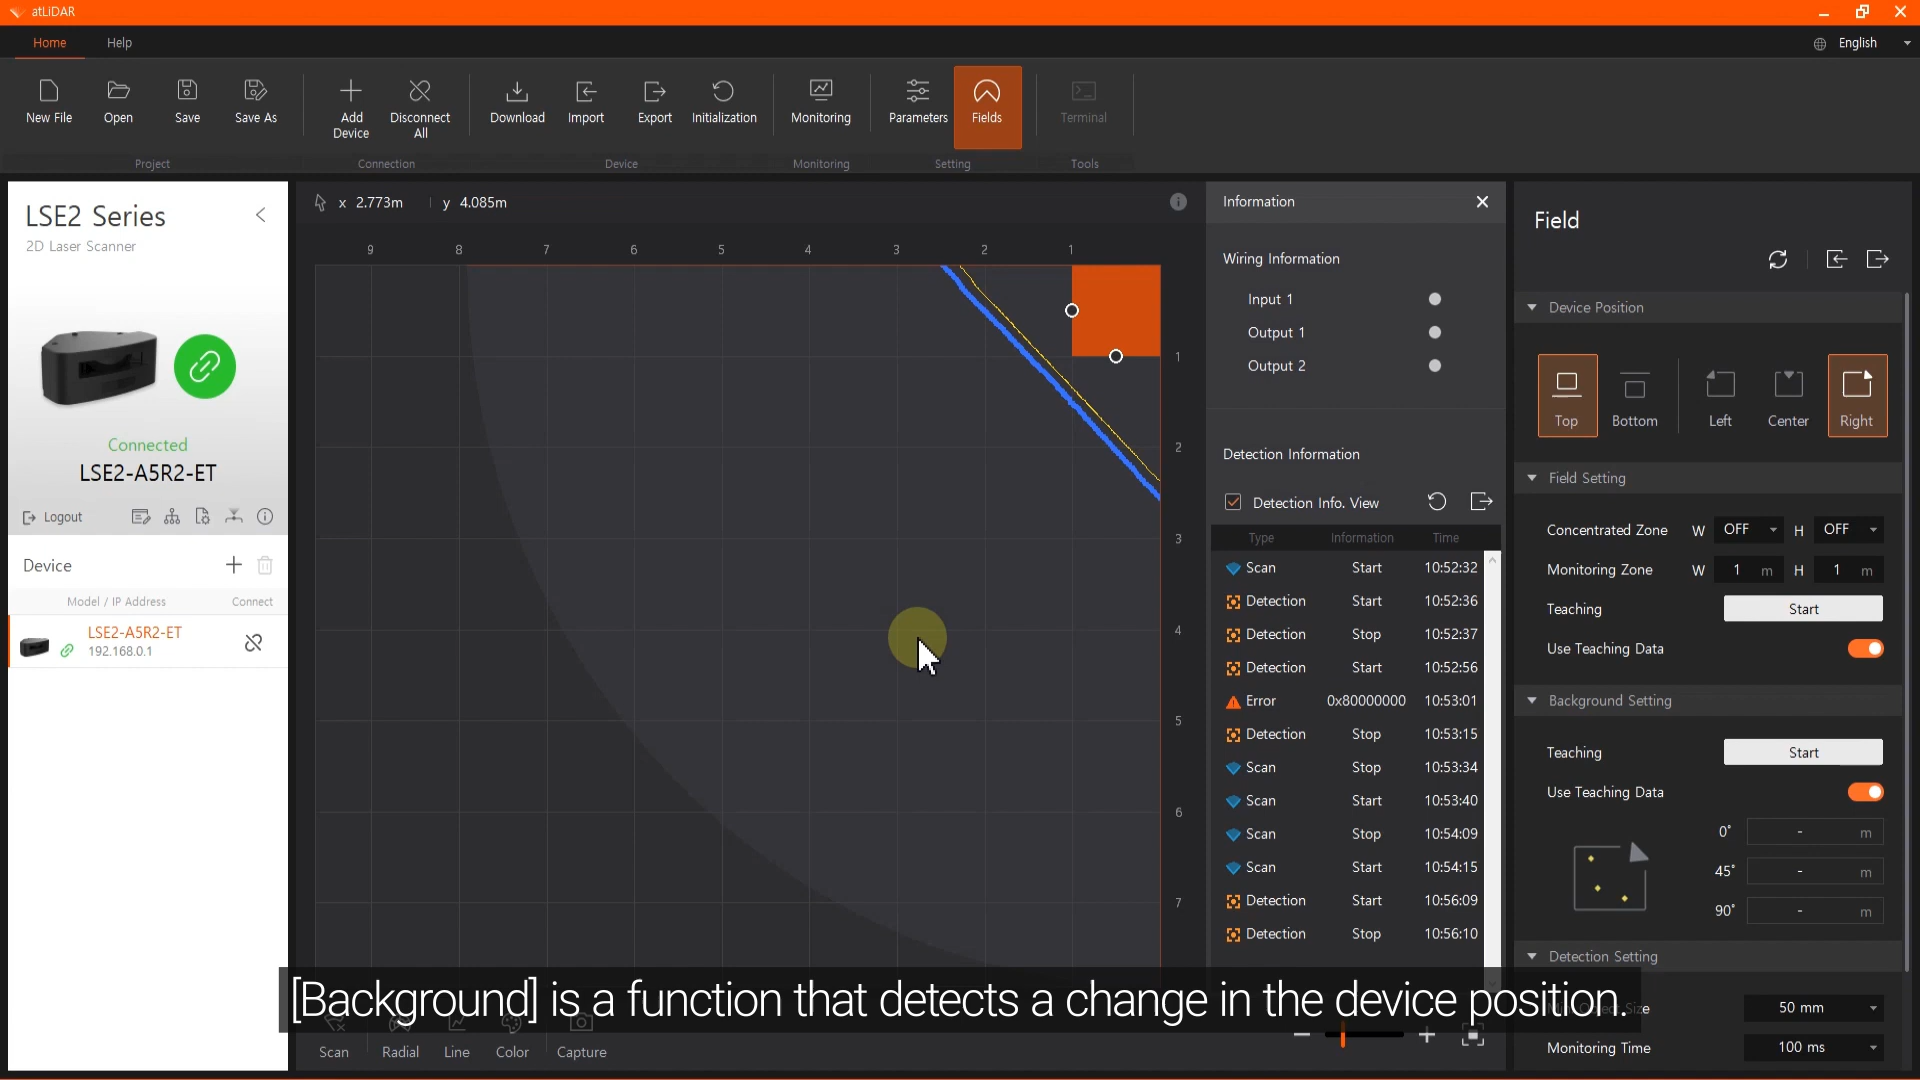 atLiDAR
Home Help English
New File Open Save Save As Add Device Disconnect All Download Import Export Initialization Monitoring Parameters Fields Terminal
Project Connection Device Monitoring Setting Tools
LSE2 Series
2D Laser Scanner
Connected
LSE2-A5R2-ET
Logout
Device
Model / IP Address Connect
LSE2-A5R2-ET
192.168.0.1
x 2.773m y 4.085m
9 8 7 6 5 4 3 2 1
1
2
3
4
5
6
7
Scan Radial Line Color Capture
Information
Wiring Information
Input 1
Output 1
Output 2
Detection Information
Detection Info. View
Type Information Time
Scan Start 10:52:32
Detection Start 10:52:36
Detection Stop 10:52:37
Detection Start 10:52:56
Error 0x80000000 10:53:01
Detection Stop 10:53:15
Scan Stop 10:53:34
Scan Start 10:53:40
Scan Stop 10:54:09
Scan Start 10:54:15
Detection Start 10:56:09
Detection Stop 10:56:10
Field
Device Position
Top Bottom Left Center Right
Field Setting
Concentrated Zone W OFF H OFF
Monitoring Zone W 1 m H 1 m
Teaching Start
Use Teaching Data
Background Setting
Teaching Start
Use Teaching Data
0° - m
45° - m
90° - m
Detection Setting
50 mm
Monitoring Time 100 ms
[Background] is a function that detects a change in the device position.